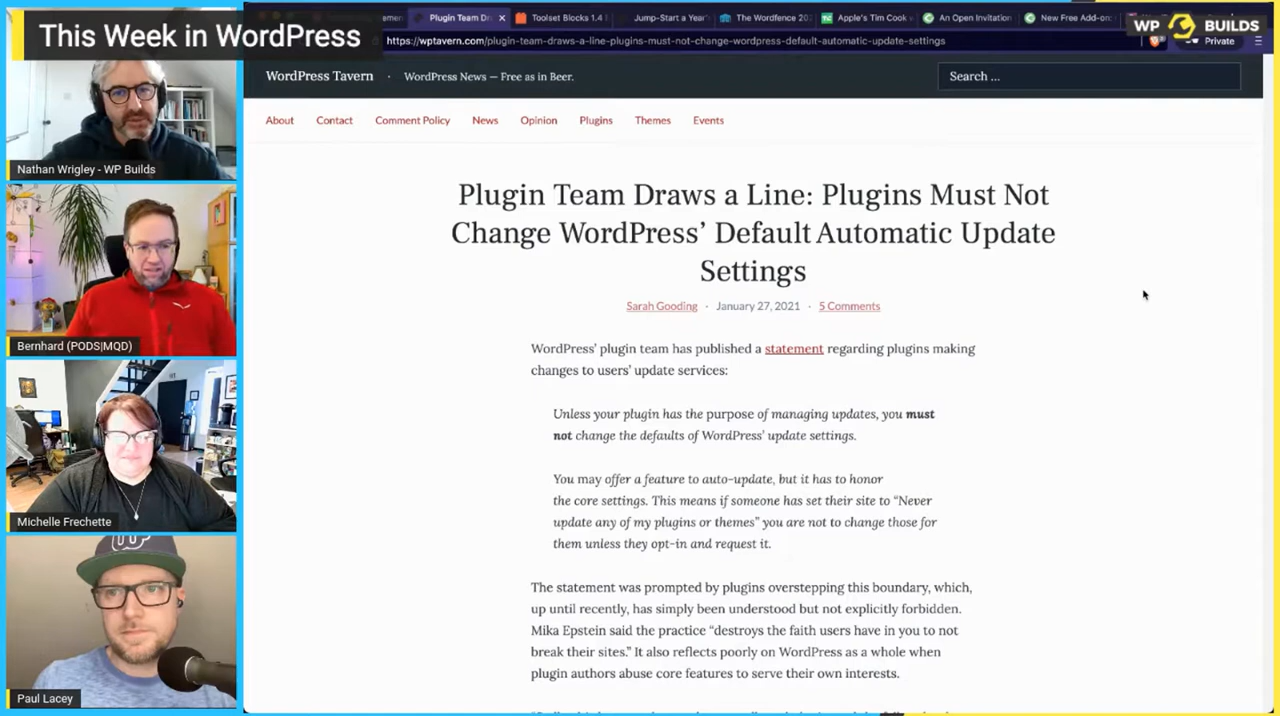 This Week in WordPress
Plugin Team Dr
Toolset Blocks 1.4
Jump-Start a Year
The Wordfence 20
Apple's Tim Cook
An Open Invitation
New Free Add-on:
WP BUILDS
https://wptavern.com/plugin-team-draws-a-line-plugins-must-not-change-wordpress-default-automatic-update-settings
Private
WordPress Tavern · WordPress News — Free as in Beer.
Search ...
About Contact Comment Policy News Opinion Plugins Themes Events
Plugin Team Draws a Line: Plugins Must Not
Change WordPress’ Default Automatic Update
Settings
Sarah Gooding · January 27, 2021 · 5 Comments
WordPress’ plugin team has published a statement regarding plugins making
changes to users’ update services:
Unless your plugin has the purpose of managing updates, you must
not change the defaults of WordPress’ update settings.
You may offer a feature to auto-update, but it has to honor
the core settings. This means if someone has set their site to “Never
update any of my plugins or themes” you are not to change those for
them unless they opt-in and request it.
The statement was prompted by plugins overstepping this boundary, which,
up until recently, has simply been understood but not explicitly forbidden.
Mika Epstein said the practice “destroys the faith users have in you to not
break their sites.” It also reflects poorly on WordPress as a whole when
plugin authors abuse core features to serve their own interests.
Nathan Wrigley - WP Builds
Bernhard (PODS|MQD)
Michelle Frechette
Paul Lacey